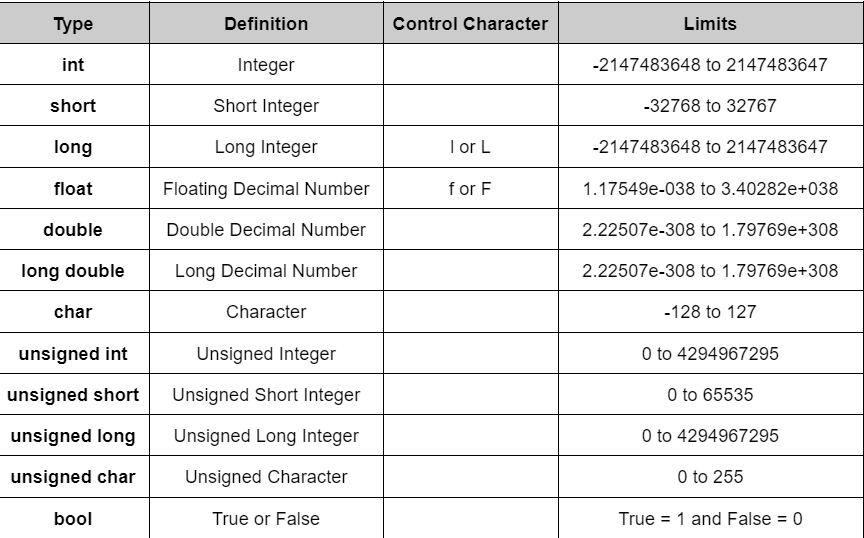 Type Definition Control Character Limits
int Integer -2147483648 to 2147483647
short Short Integer -32768 to 32767
long Long Integer l or L -2147483648 to 2147483647
float Floating Decimal Number f or F 1.17549e-038 to 3.40282e+038
double Double Decimal Number 2.22507e-308 to 1.79769e+308
long double Long Decimal Number 2.22507e-308 to 1.79769e+308
char Character -128 to 127
unsigned int Unsigned Integer 0 to 4294967295
unsigned short Unsigned Short Integer 0 to 65535
unsigned long Unsigned Long Integer 0 to 4294967295
unsigned char Unsigned Character 0 to 255
bool True or False True = 1 and False = 0